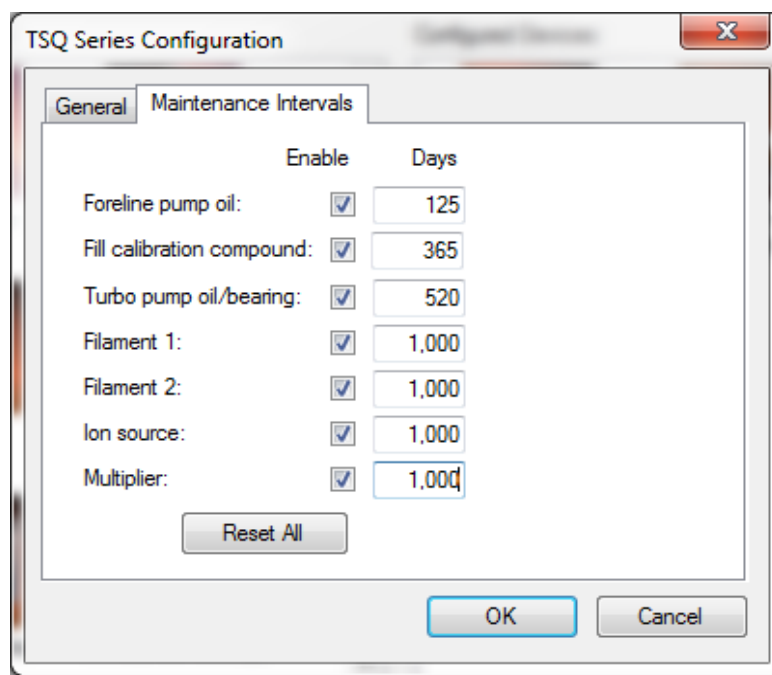 TSQ Series Configuration
General Maintenance Intervals
Enable Days
Foreline pump oil: 125
Fill calibration compound: 365
Turbo pump oil/bearing: 520
Filament 1: 1,000
Filament 2: 1,000
Ion source: 1,000
Multiplier: 1,000
Reset All
OK Cancel